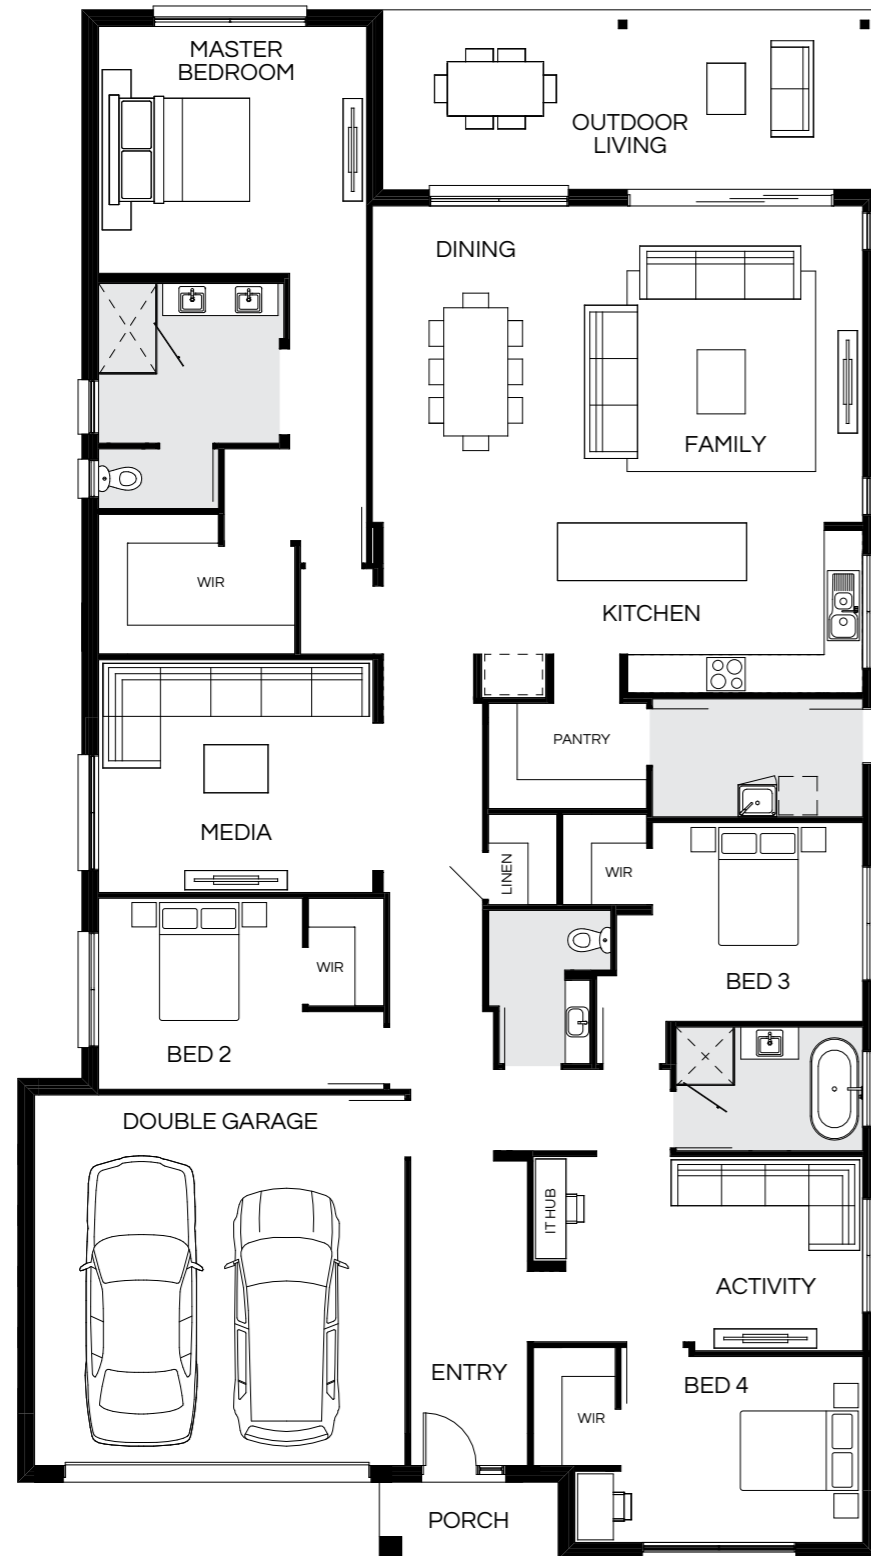 MASTER
BEDROOM
OUTDOOR
LIVING
DINING
FAMILY
WIR
KITCHEN
PANTRY
MEDIA
LINEN
WIR
WIR
BED 3
BED 2
DOUBLE GARAGE
IT HUB
ACTIVITY
ENTRY
BED 4
WIR
PORCH